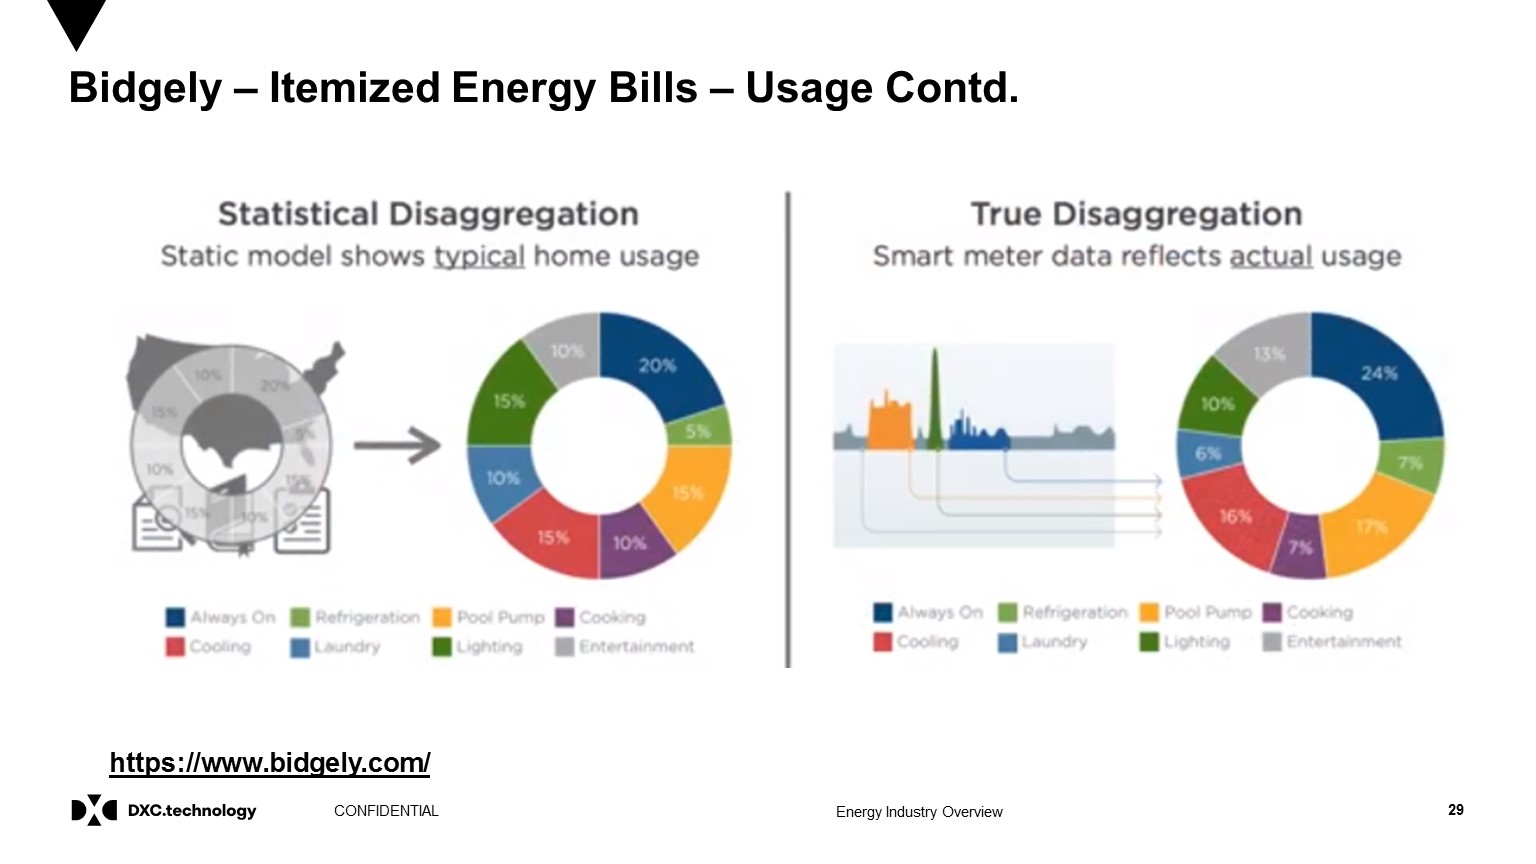 Bidgely – Itemized Energy Bills – Usage Contd.
Statistical Disaggregation
Static model shows typical home usage
10%
20%
15%
5%
10%
15%
15%
10%
10%
20%
15%
5%
10%
15%
15%
10%
Always On
Refrigeration
Pool Pump
Cooking
Cooling
Laundry
Lighting
Entertainment
True Disaggregation
Smart meter data reflects actual usage
13%
24%
10%
6%
7%
16%
17%
7%
Always On
Refrigeration
Pool Pump
Cooking
Cooling
Laundry
Lighting
Entertainment
https://www.bidgely.com/
DXC.technology
CONFIDENTIAL
Energy Industry Overview
29